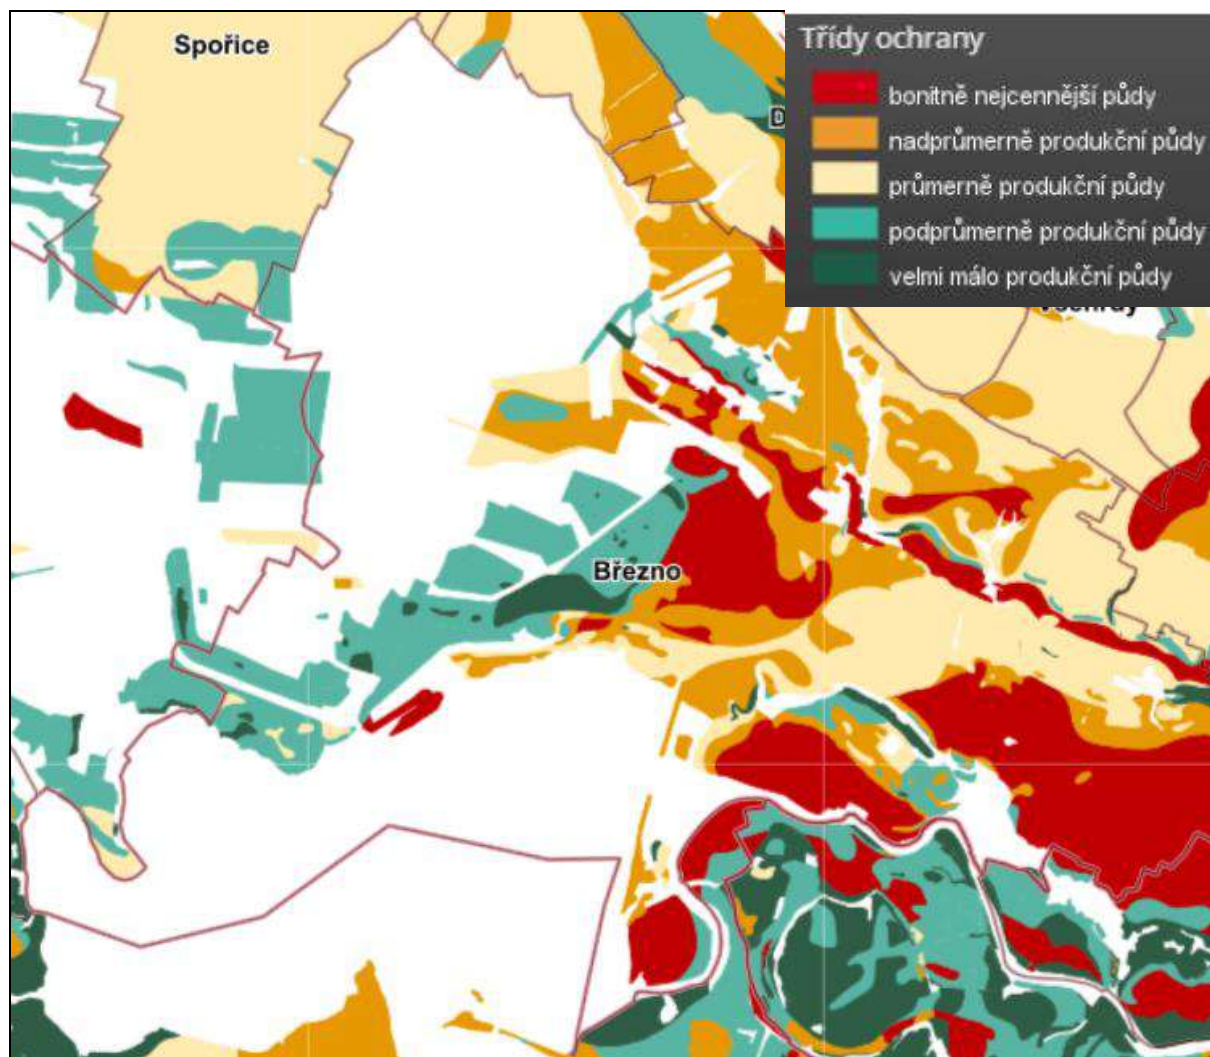 Spořice
Třídy ochrany
bonitně nejcennější půdy
nadprůmerně produkční půdy
průmerně produkční půdy
podprůmerně produkční půdy
velmi málo produkční půdy
D
Březno